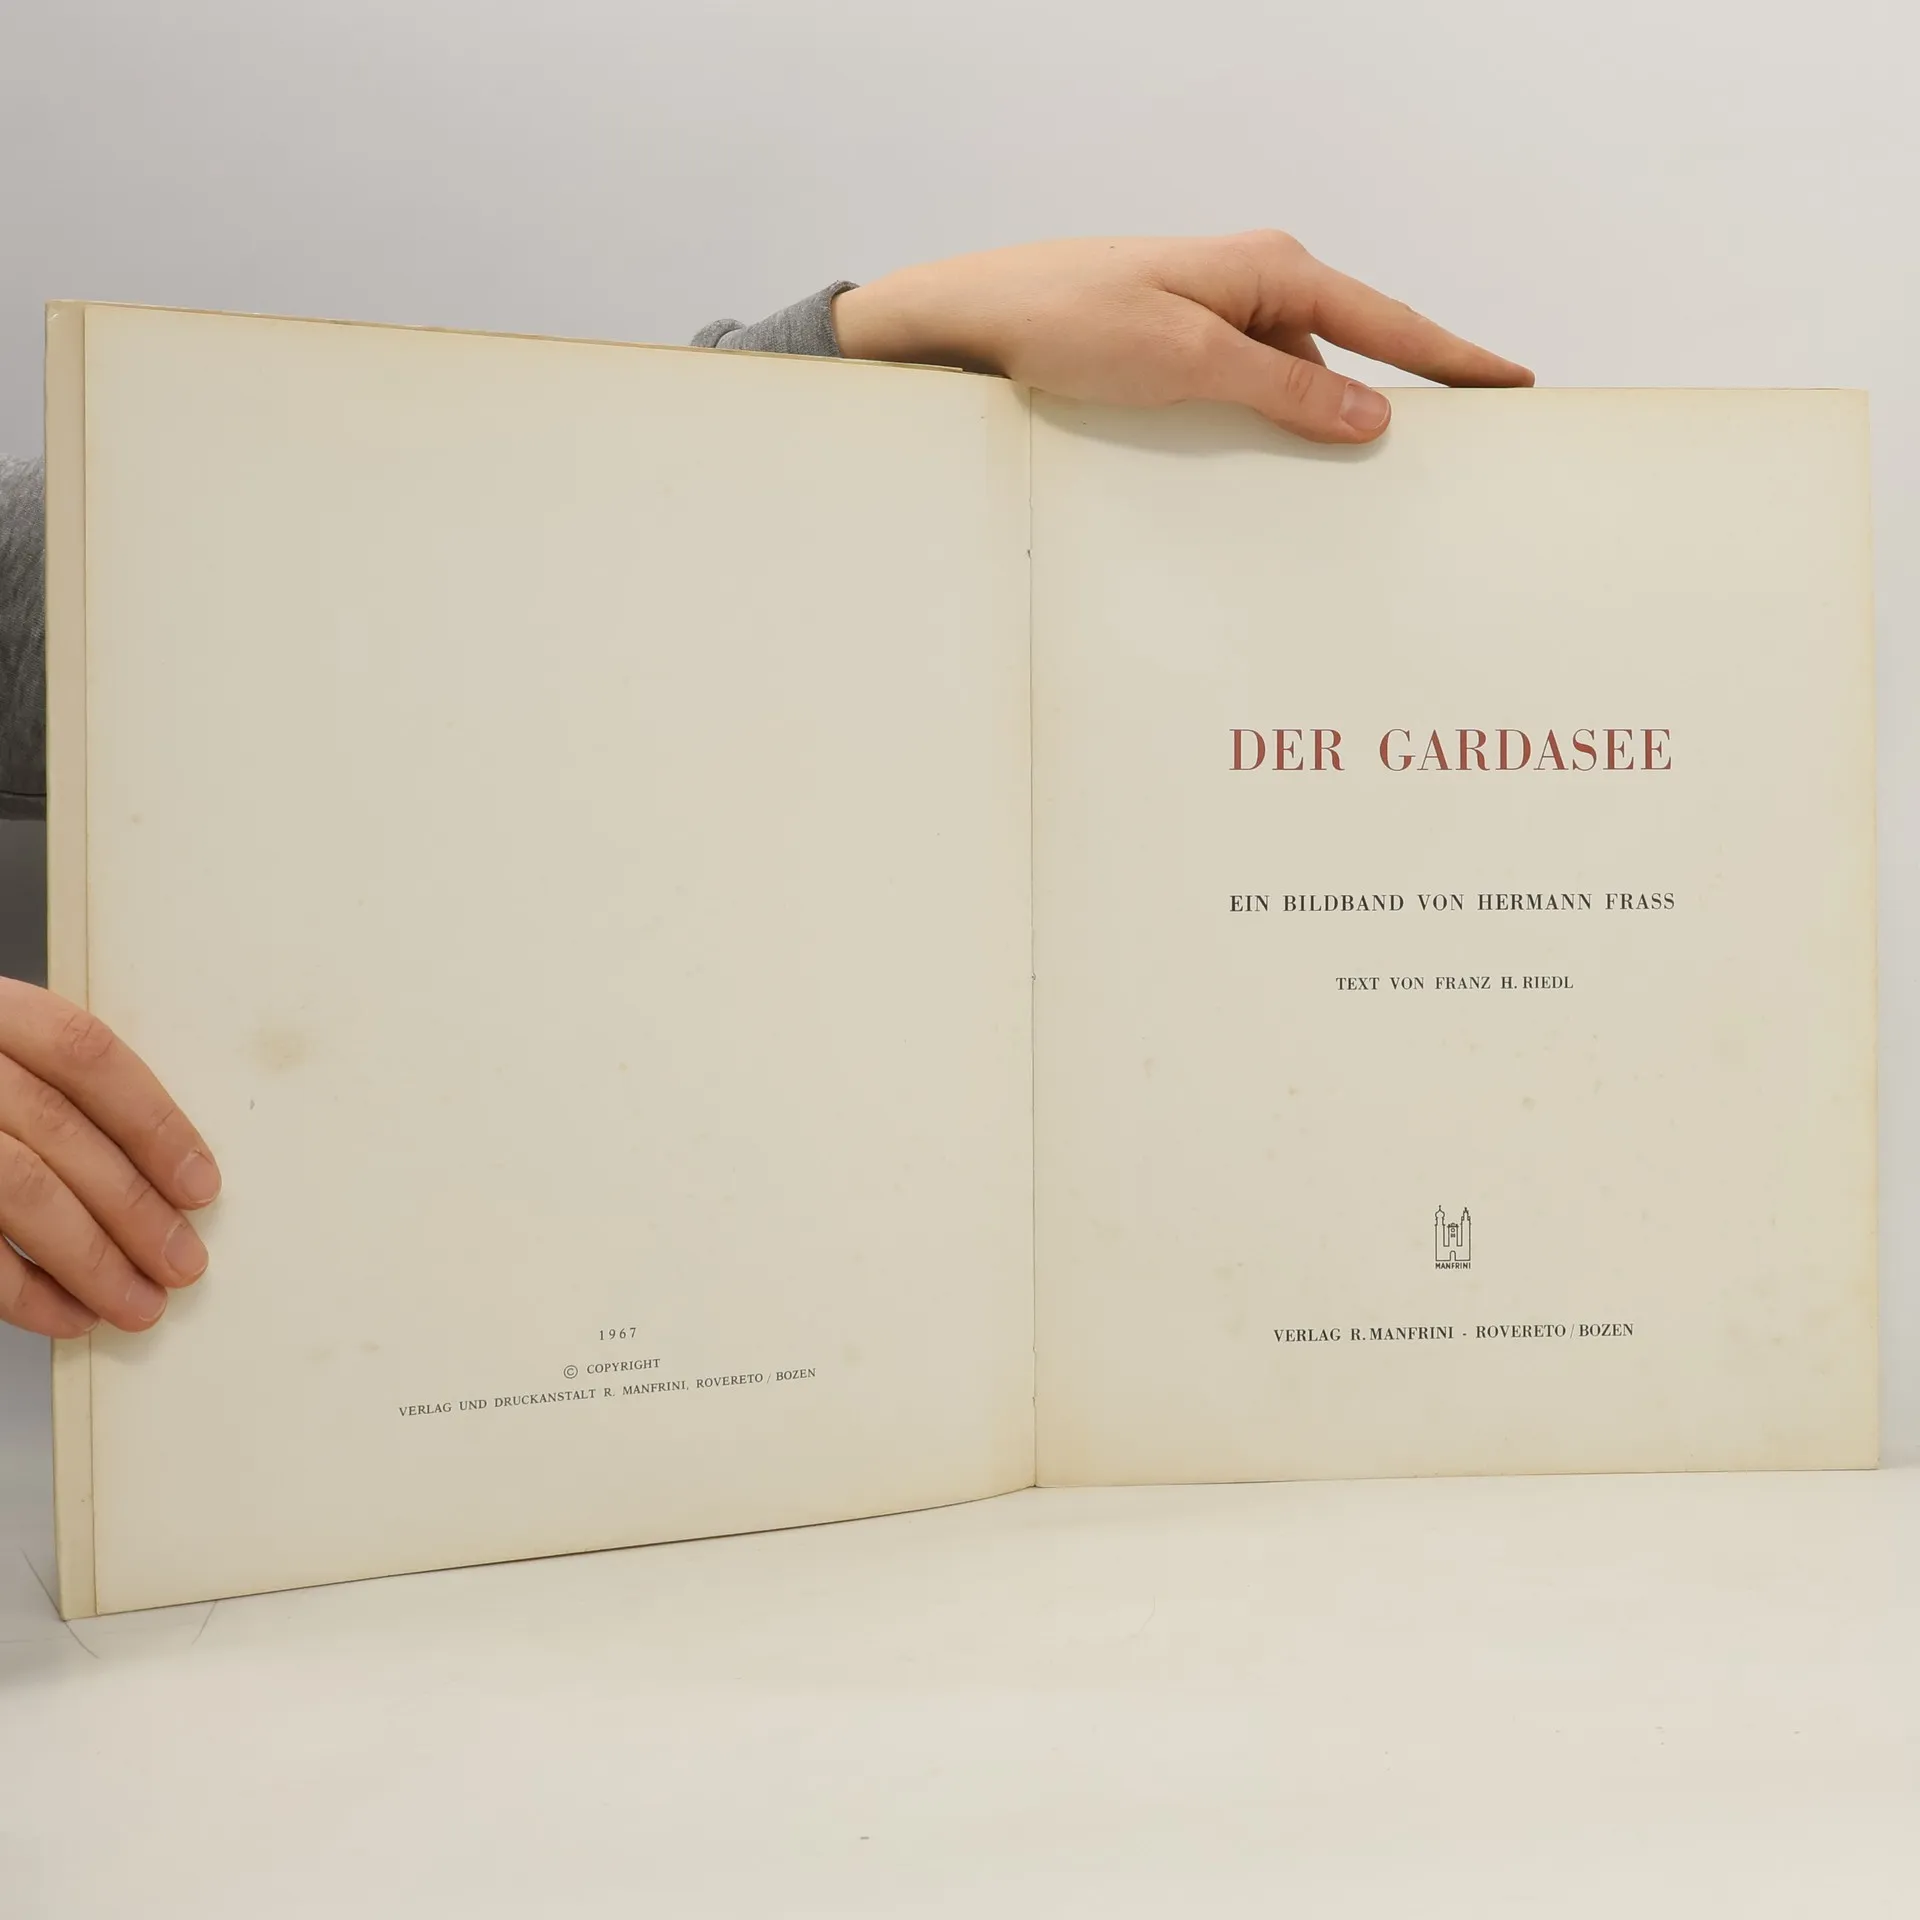 1967
© COPYRIGHT
VERLAG UND DRUCKANSTALT R. MANFRINI, ROVERETO / BOZEN
DER GARDASEE
EIN BILDBAND VON HERMANN FRASS
TEXT VON FRANZ H. RIEDL
MANFRINI
VERLAG R. MANFRINI - ROVERETO / BOZEN